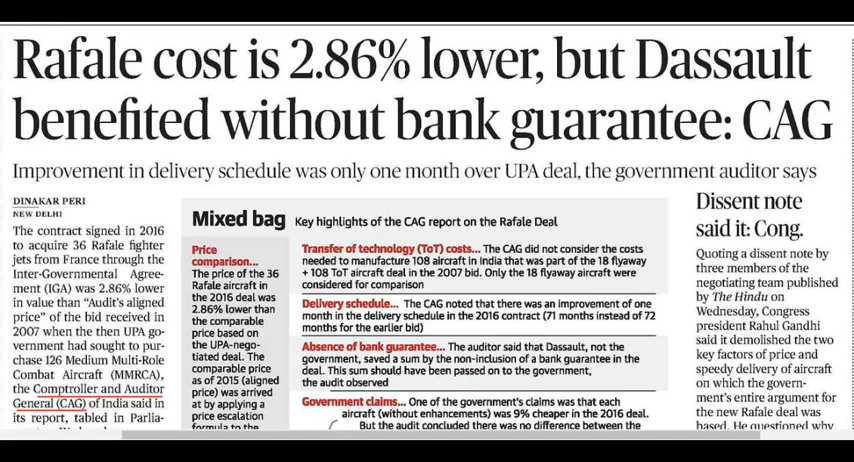 Rafale cost is 2.86% lower, but Dassault
benefited without bank guarantee: CAG
Improvement in delivery schedule was only one month over UPA deal, the government auditor says
DINAKAR PERI
NEW DELHI
The contract signed in 2016
to acquire 36 Rafale fighter
jets from France through the
Inter-Governmental Agree-
ment (IGA) was 2.86% lower
in value than “Audit’s aligned
price” of the bid received in
2007 when the then UPA go-
vernment had sought to pur-
chase 126 Medium Multi-Role
Combat Aircraft (MMRCA),
the Comptroller and Auditor
General (CAG) of India said in
its report, tabled in Parlia-
Mixed bag Key highlights of the CAG report on the Rafale Deal
Price
comparison...
The price of the 36
Rafale aircraft in
the 2016 deal was
2.86% lower than
the comparable
price based on
the UPA-nego-
tiated deal. The
comparable price
as of 2015 (aligned
price) was arrived
at by applying a
price escalation
formula to the
Transfer of technology (ToT) costs... The CAG did not consider the costs
needed to manufacture 108 aircraft in India that was part of the 18 flyaway
+ 108 ToT aircraft deal in the 2007 bid. Only the 18 flyaway aircraft were
considered for comparison
Delivery schedule... The CAG noted that there was an improvement of one
month in the delivery schedule in the 2016 contract (71 months instead of 72
months for the earlier bid)
Absence of bank guarantee... The auditor said that Dassault, not the
government, saved a sum by the non-inclusion of a bank guarantee in the
deal. This sum should have been passed on to the government,
the audit observed
Government claims... One of the government’s claims was that each
aircraft (without enhancements) was 9% cheaper in the 2016 deal.
But the audit concluded there was no difference between the
Dissent note
said it: Cong.
Quoting a dissent note by
three members of the
negotiating team published
by The Hindu on
Wednesday, Congress
president Rahul Gandhi
said it demolished the two
key factors of price and
speedy delivery of aircraft
on which the govern-
ment’s entire argument for
the new Rafale deal was
based. He questioned why